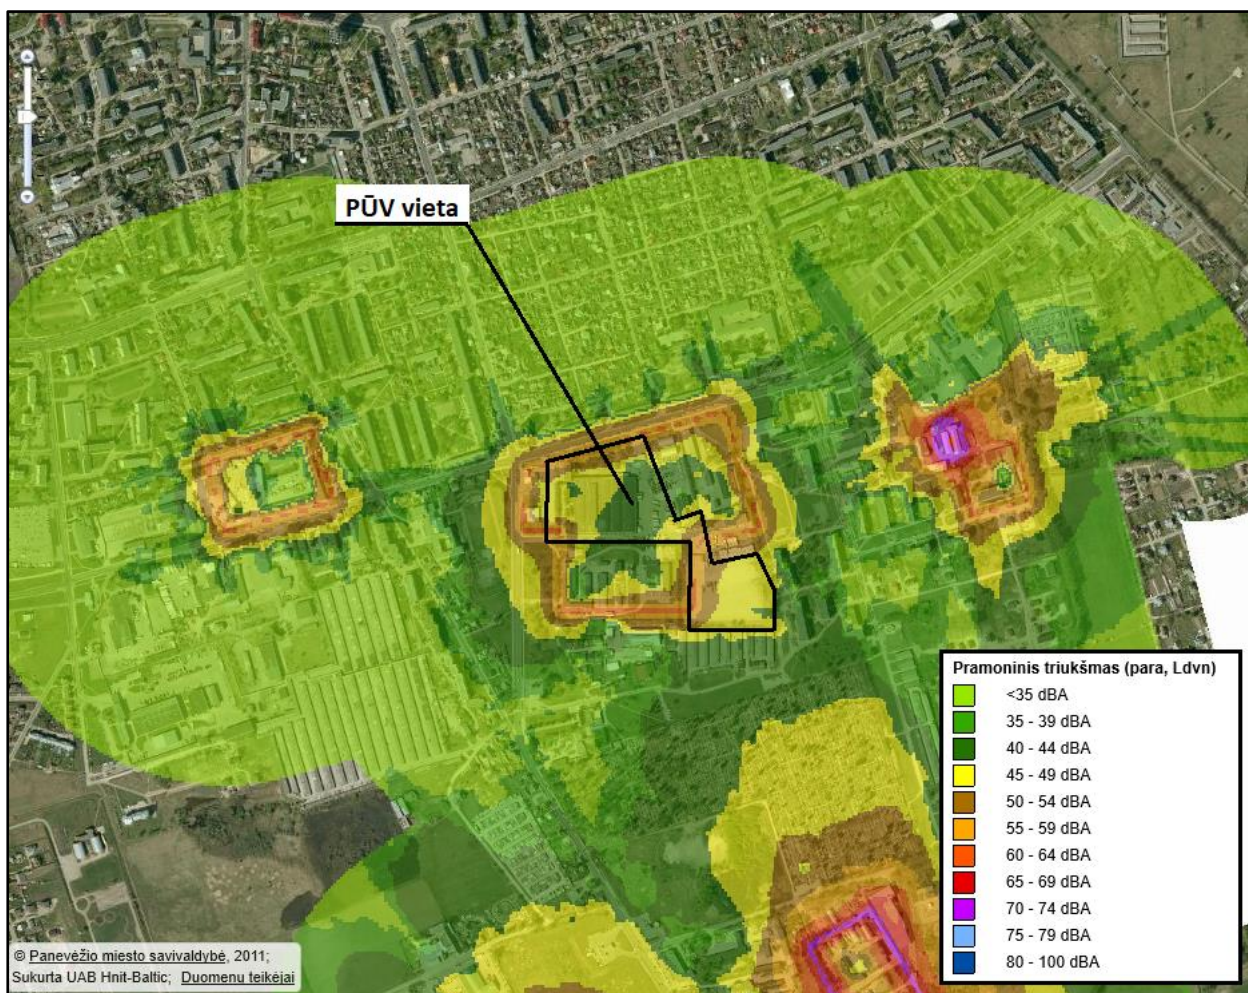 PŪV vieta
Pramoninis triukšmas (para, Ldvn)
<35 dBA
35 - 39 dBA
40 - 44 dBA
45 - 49 dBA
50 - 54 dBA
55 - 59 dBA
60 - 64 dBA
65 - 69 dBA
70 - 74 dBA
75 - 79 dBA
80 - 100 dBA
© Panevėžio miesto savivaldybė, 2011;
Sukurta UAB Hnit-Baltic; Duomenu teikėjai